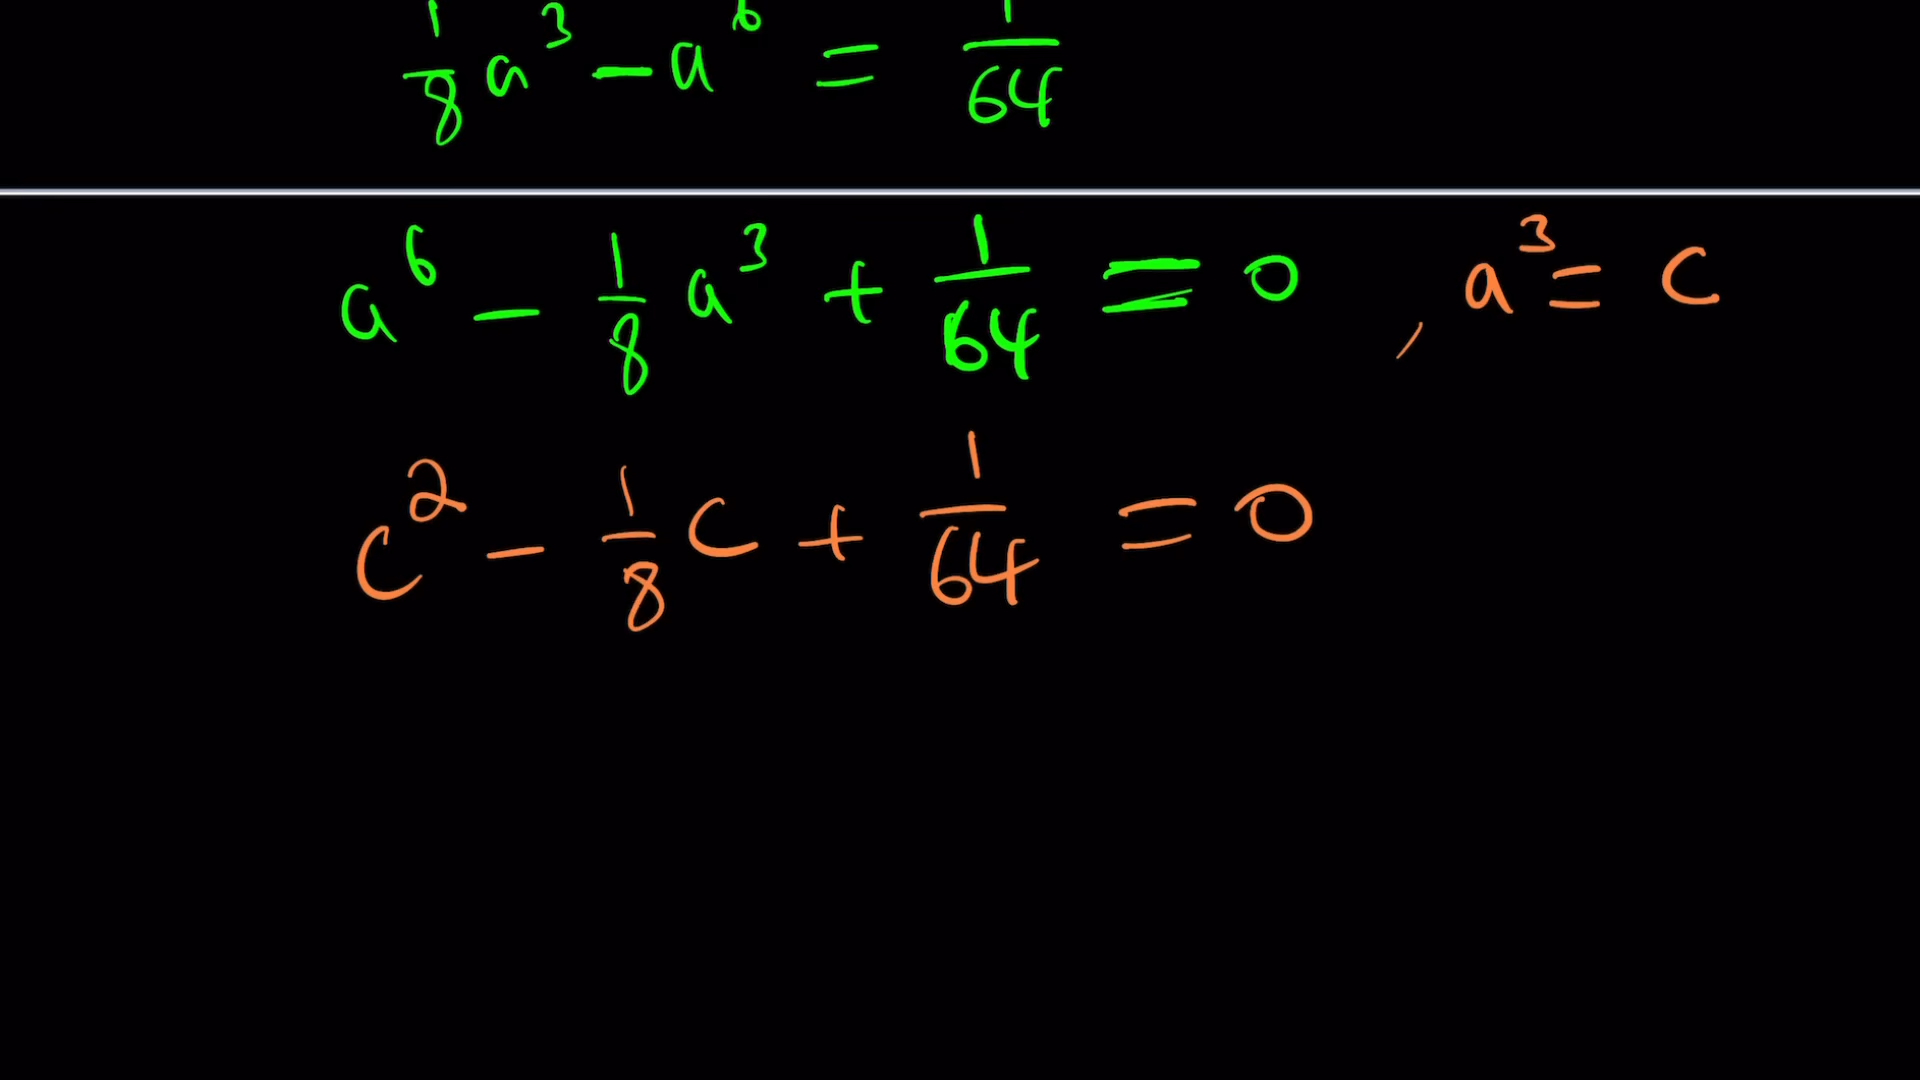 1/8 a³ − a⁶ = 1/64
a⁶ − 1/8 a³ + 1/64 = 0 , a³ = c
c² − 1/8 c + 1/64 = 0